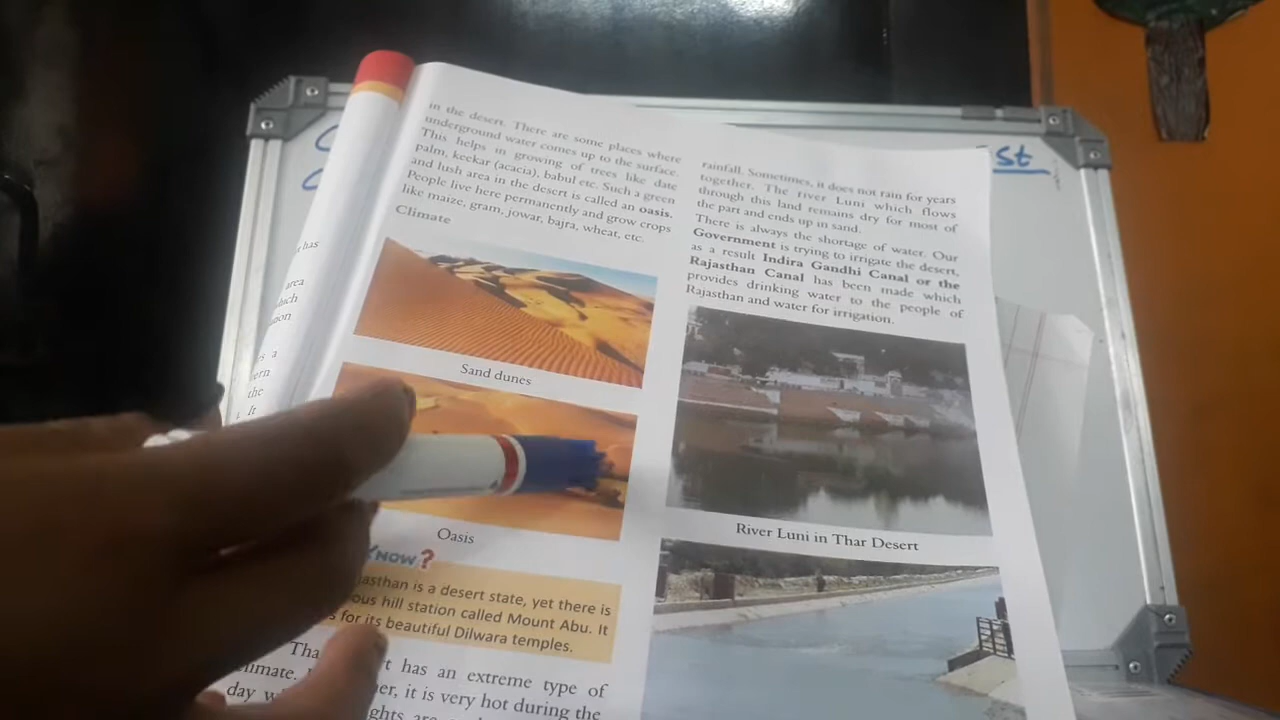 in the desert. There are some places where
underground water comes up to the surface.
This helps in growing of trees like date
palm, keekar (acacia), babul etc. Such a green
and lush area in the desert is called an oasis.
People live here permanently and grow crops
like maize, gram, jowar, bajra, wheat, etc.
Climate
Sand dunes
Oasis
Know?
is a desert state, yet there is
hill station called Mount Abu. It
for its beautiful Dilwara temples.
has an extreme type of
it is very hot during the
day
rainfall. Sometimes, it does not rain for years
together. The river Luni which flows
through this land remains dry for most of
the part and ends up in sand.
There is always the shortage of water. Our
Government is trying to irrigate the desert,
as a result Indira Gandhi Canal or the
Rajasthan Canal has been made which
provides drinking water to the people of
Rajasthan and water for irrigation.
River Luni in Thar Desert
has
area
the
st